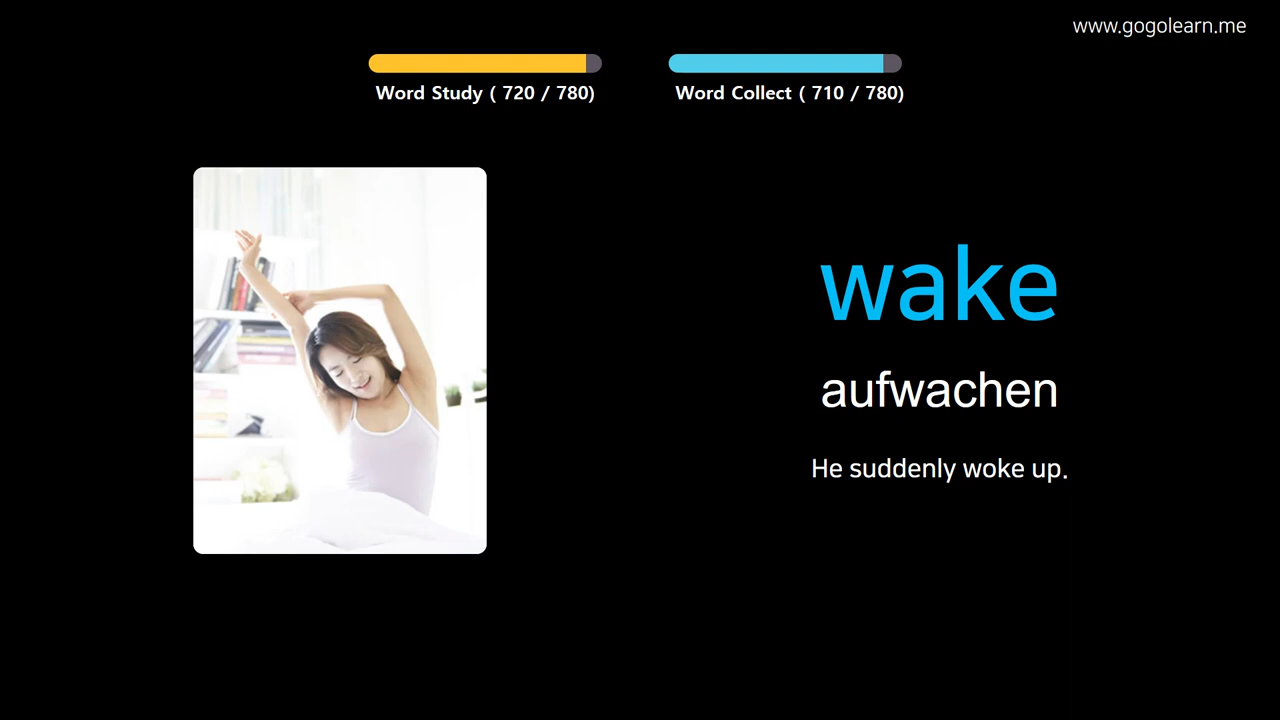 www.gogolearn.me
Word Study ( 720 / 780)
Word Collect ( 710 / 780)
wake
aufwachen
He suddenly woke up.